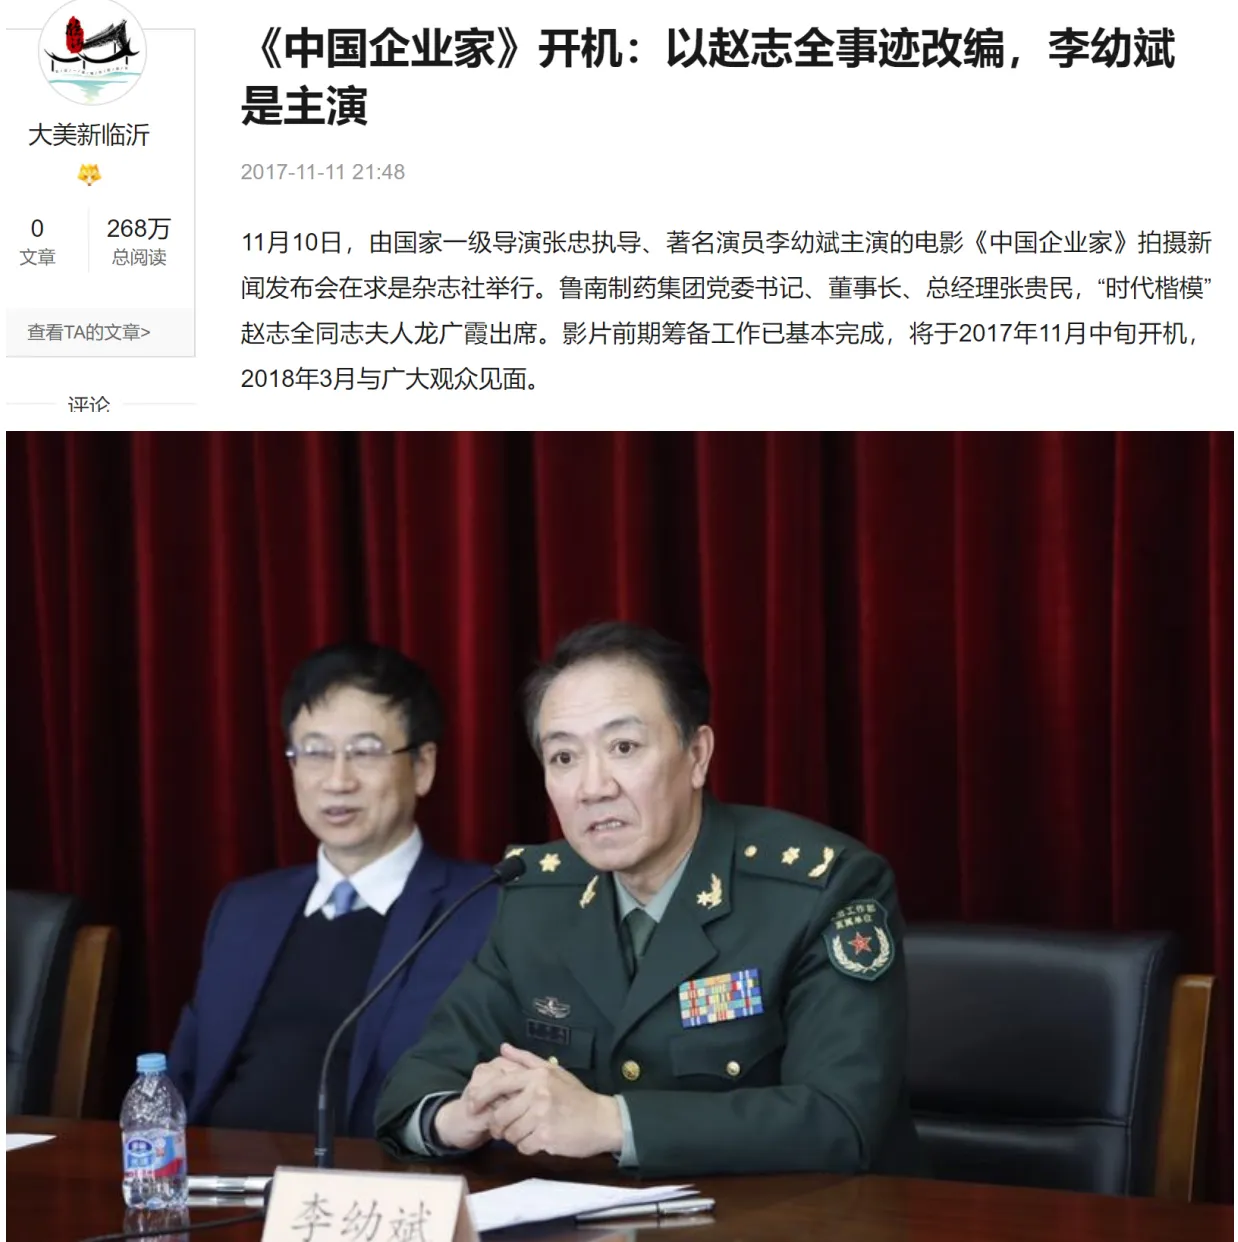 《中国企业家》开机：以赵志全事迹改编，李幼斌
是主演
大美新临沂
2017-11-11 21:48
0
268万
文章
总阅读
查看TA的文章>
评论
11月10日，由国家一级导演张忠执导、著名演员李幼斌主演的电影《中国企业家》拍摄新
闻发布会在求是杂志社举行。鲁南制药集团党委书记、董事长、总经理张贵民，“时代楷模”
赵志全同志夫人龙广霞出席。影片前期筹备工作已基本完成，将于2017年11月中旬开机，
2018年3月与广大观众见面。
李幼斌